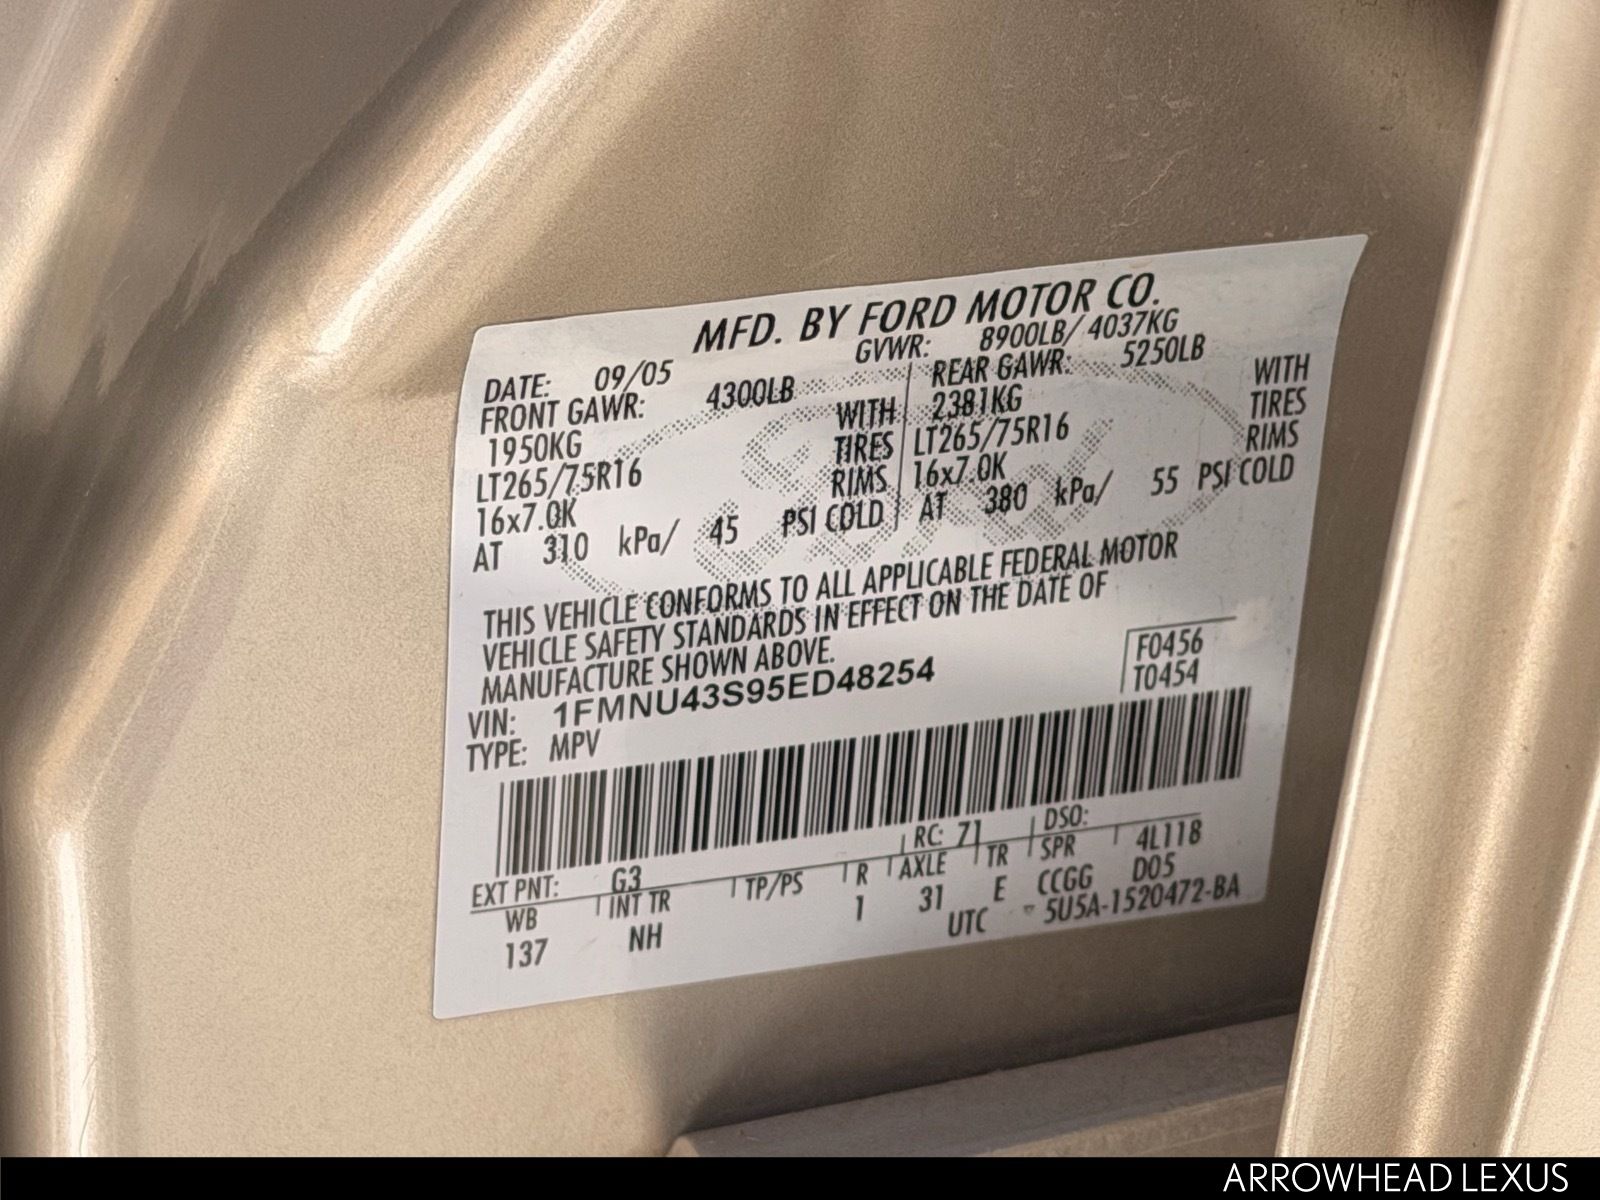 MFD. BY FORD MOTOR CO.
DATE: 09/05 GVWR: 8900LB/ 4037KG
FRONT GAWR: 4300LB REAR GAWR: 5250LB
1950KG WITH 2381KG WITH
LT265/75R16 TIRES LT265/75R16 TIRES
16x7.0K RIMS 16x7.0K RIMS
AT 310 kPa/ 45 PSI COLD AT 380 kPa/ 55 PSI COLD
THIS VEHICLE CONFORMS TO ALL APPLICABLE FEDERAL MOTOR
VEHICLE SAFETY STANDARDS IN EFFECT ON THE DATE OF
MANUFACTURE SHOWN ABOVE.
F0456
VIN: 1FMNU43S95ED48254
T0454
TYPE: MPV
EXT PNT: G3 RC: 71 DSO:
WB INT TR TP/PS R AXLE TR SPR 4L118
137 NH 1 31 E CCGG D05
UTC 5U5A-1520472-BA
ARROWHEAD LEXUS